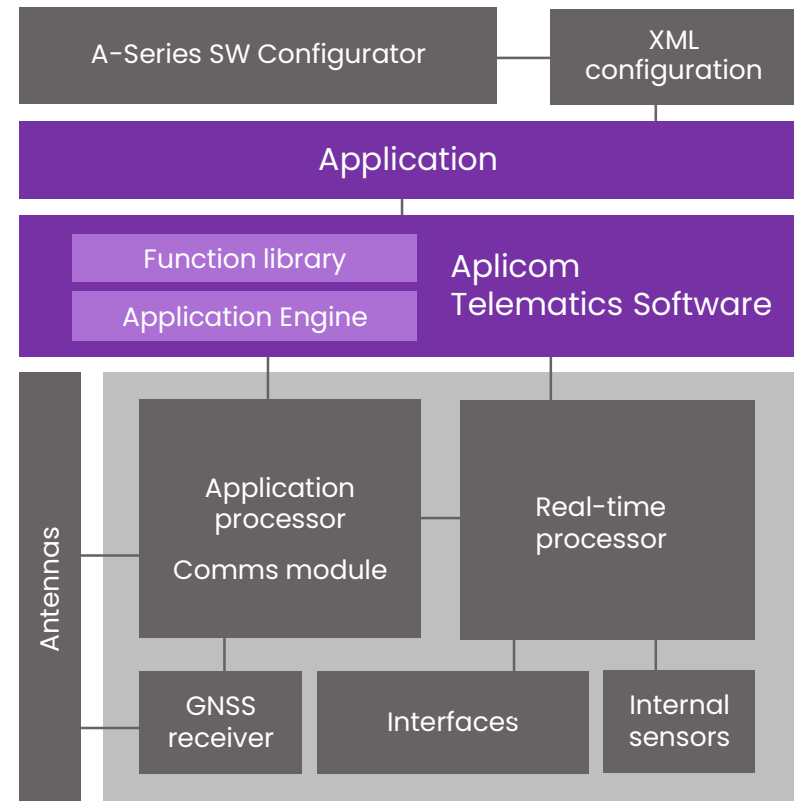 A-Series SW Configurator
XML
configuration
Application
Function library
Application Engine
Aplicom
Telematics Software
Antennas
Application
processor
Comms module
Real-time
processor
GNSS
receiver
Interfaces
Internal
sensors